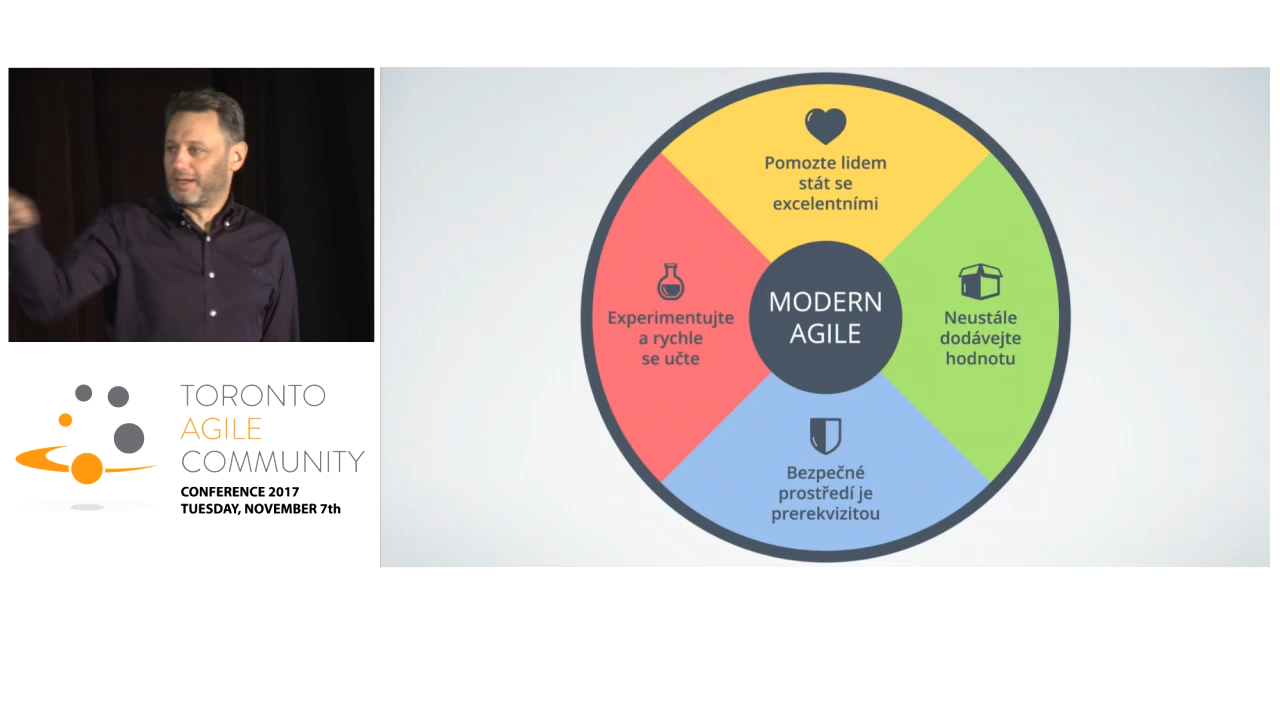 TORONTO
AGILE
COMMUNITY
CONFERENCE 2017
TUESDAY, NOVEMBER 7th
Pomozte lidem
stát se
excelentními
Experimentujte
a rychle
se učte
MODERN
AGILE
Neustále
dodávejte
hodnotu
Bezpečné
prostředí je
prerekvizitou